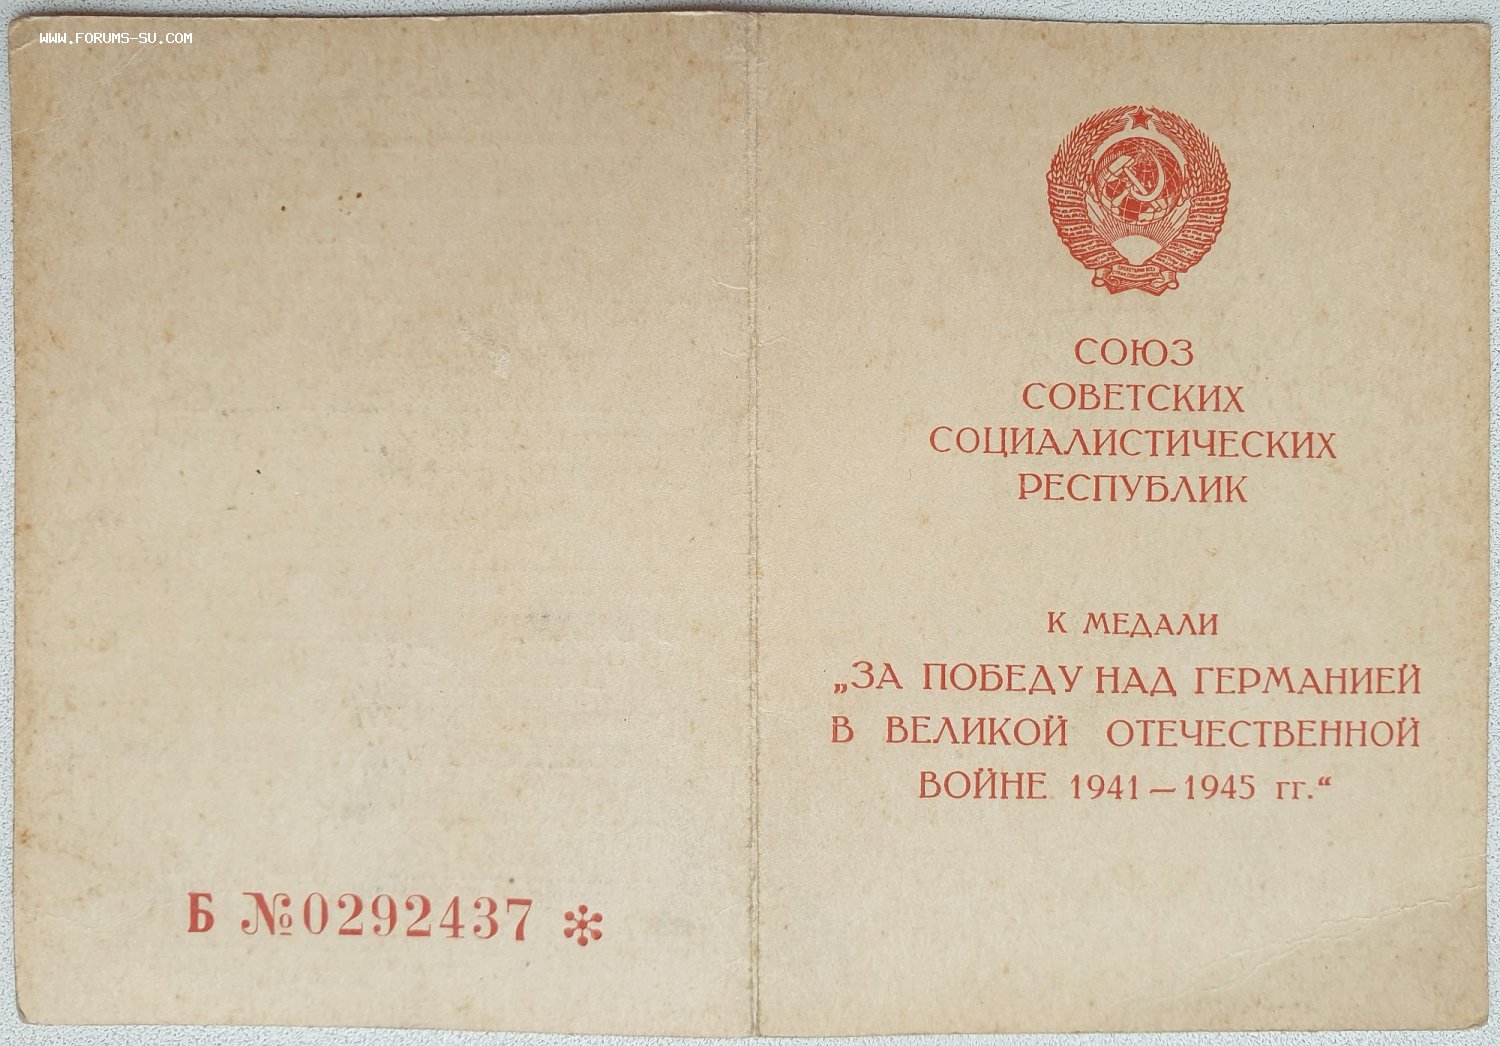 WWW.FORUMS-SU.COM
Б №0292437 *
СОЮЗ
СОВЕТСКИХ
СОЦИАЛИСТИЧЕСКИХ
РЕСПУБЛИК
К МЕДАЛИ
„ЗА ПОБЕДУ НАД ГЕРМАНИЕЙ
В ВЕЛИКОЙ ОТЕЧЕСТВЕННОЙ
ВОЙНЕ 1941—1945 гг.“